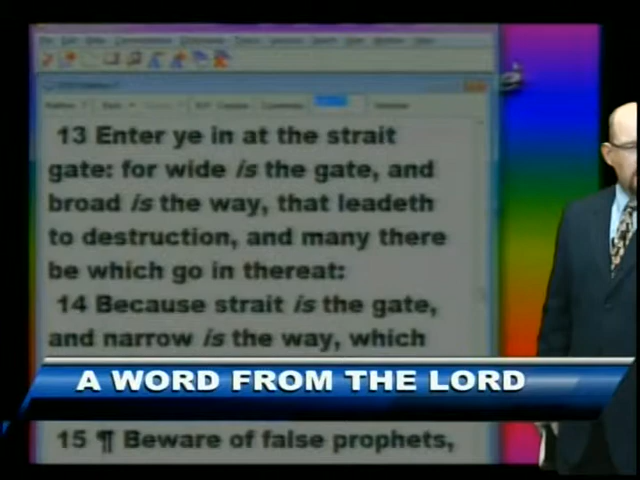 13 Enter ye in at the strait
gate: for wide is the gate, and
broad is the way, that leadeth
to destruction, and many there
be which go in thereat:
14 Because strait is the gate,
and narrow is the way, which
A WORD FROM THE LORD
15 ¶ Beware of false prophets,